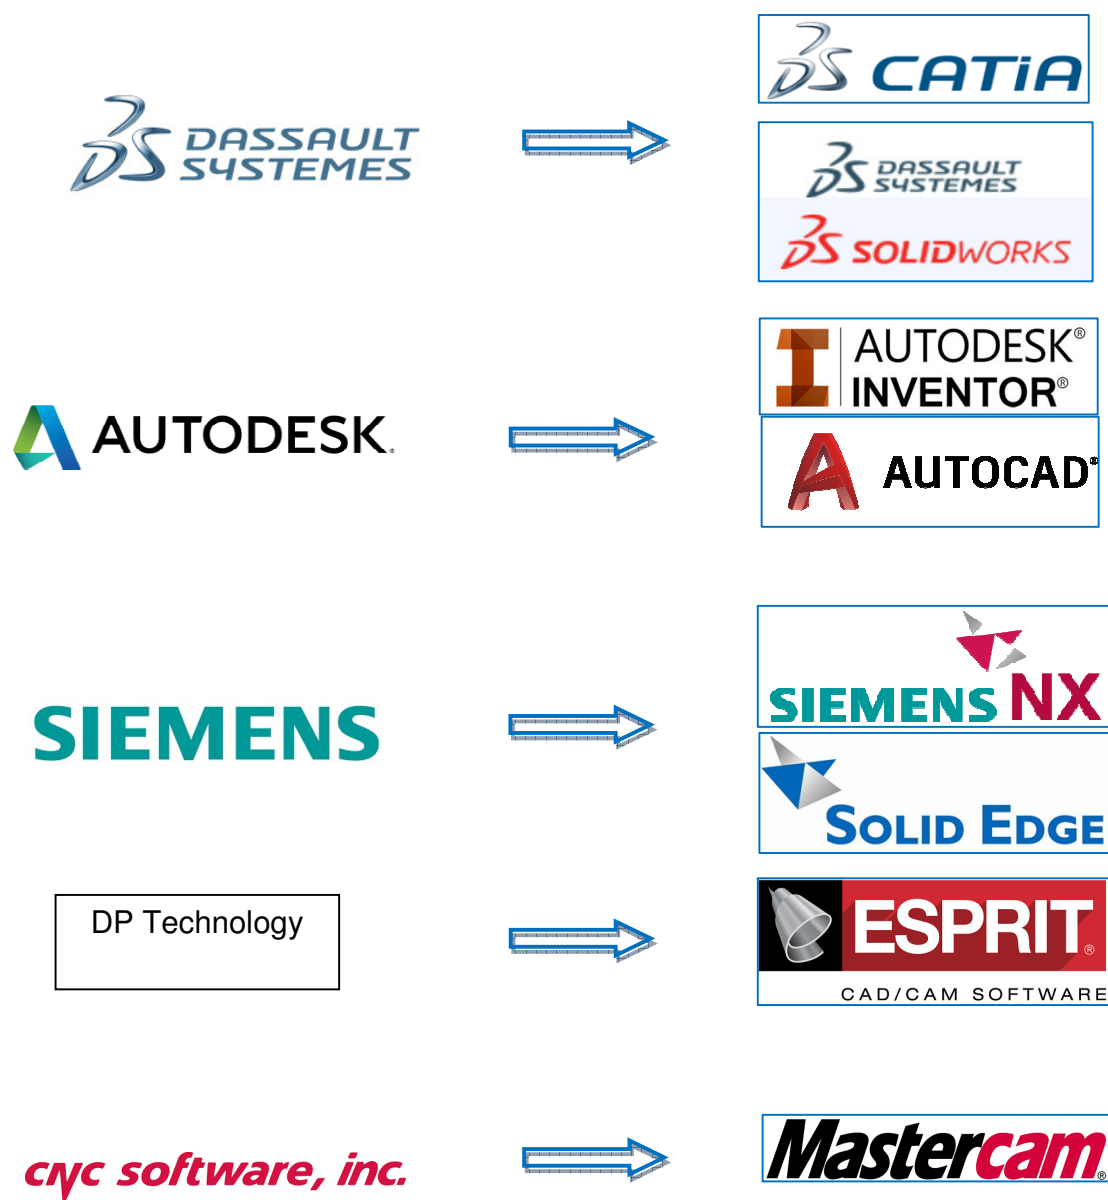 DASSAULT
SYSTEMES
CATiA
DASSAULT
SYSTEMES
SOLIDWORKS
AUTODESK®
INVENTOR®
AUTODESK®
AUTOCAD®
SIEMENS NX
SIEMENS
SOLID EDGE
DP Technology
ESPRIT®
CAD/CAM SOFTWARE
cnc software, inc.
Mastercam®